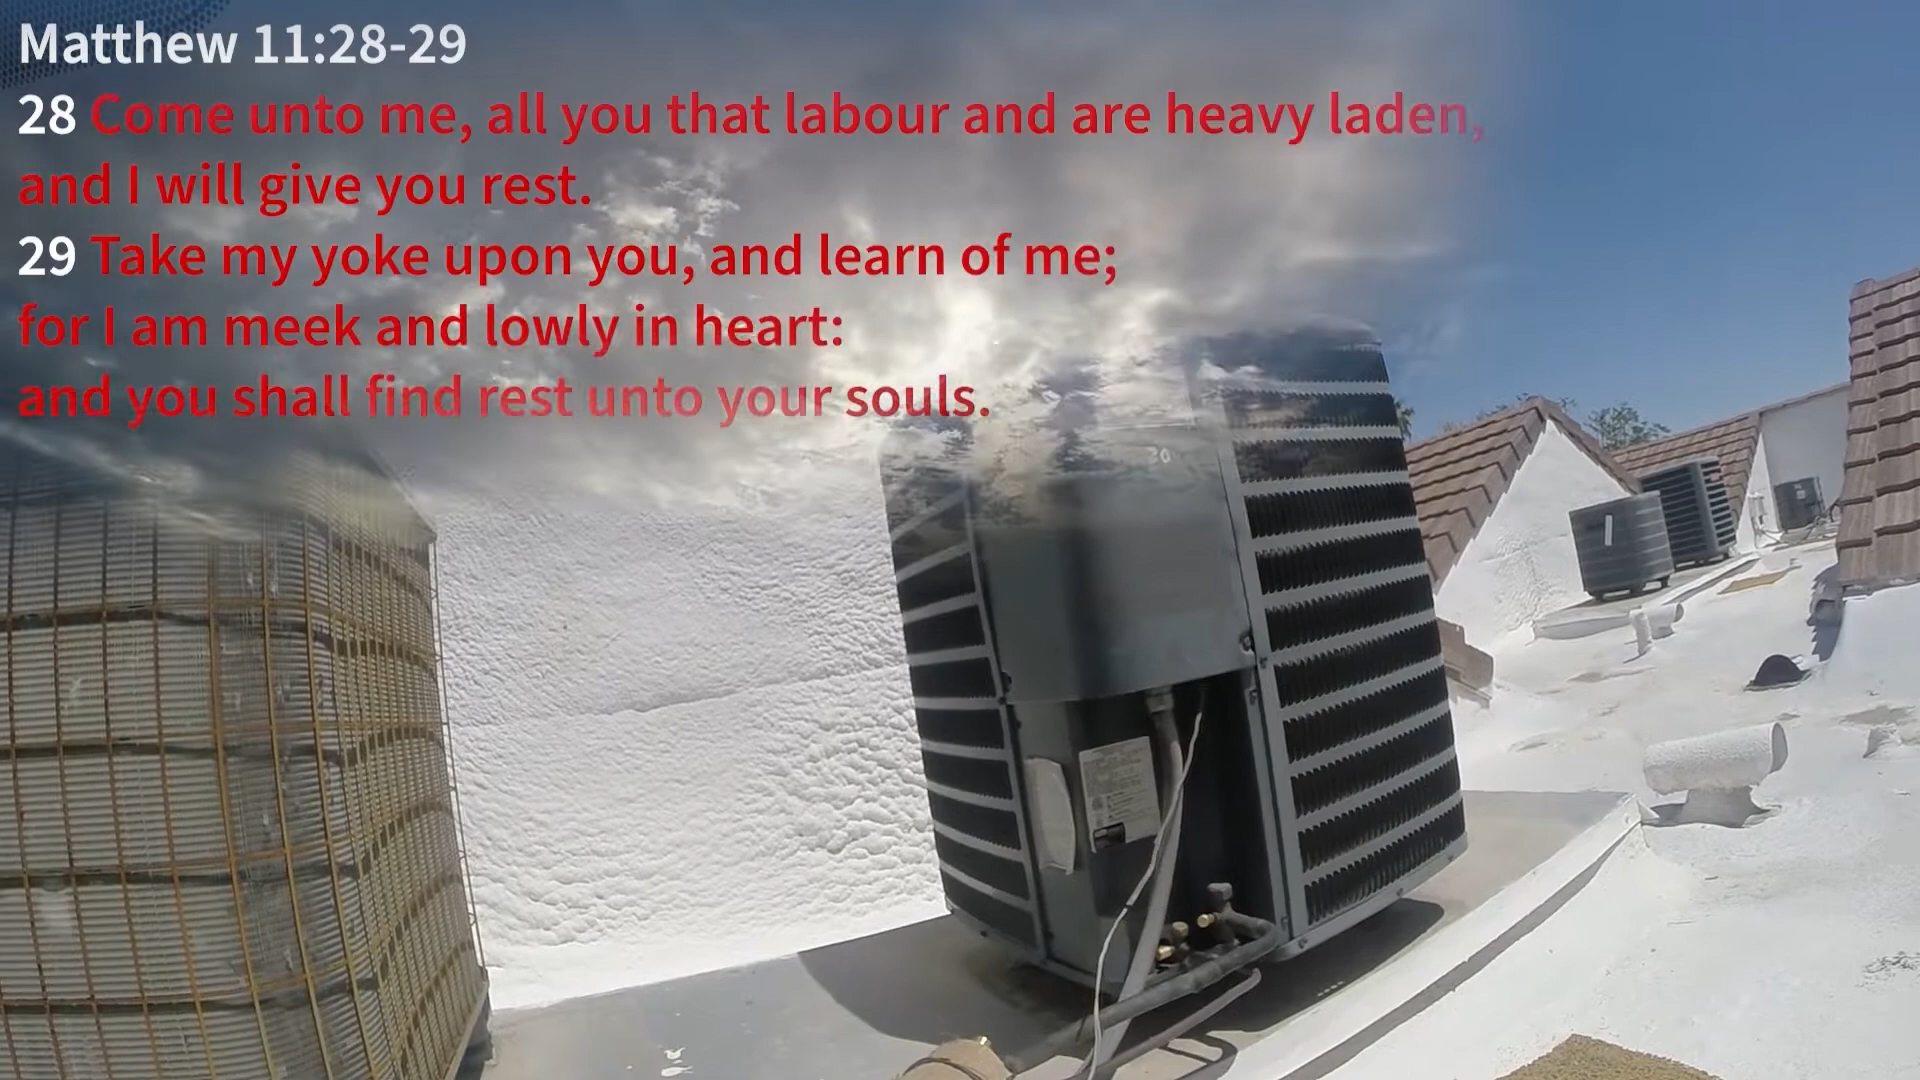 Matthew 11:28-29
28 Come unto me, all you that labour and are heavy laden,
and I will give you rest.
29 Take my yoke upon you, and learn of me;
for I am meek and lowly in heart:
and you shall find rest unto your souls.